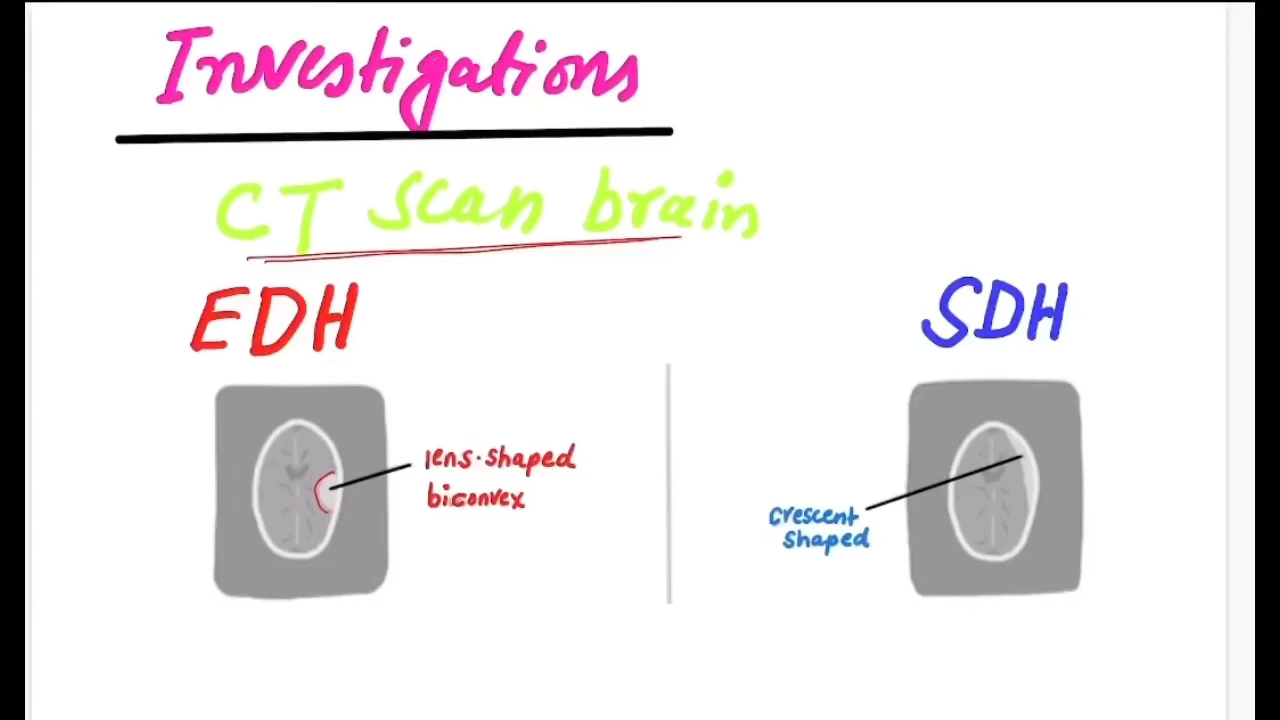 Investigations
CT scan brain
EDH
SDH
lens-shaped
biconvex
crescent
shaped